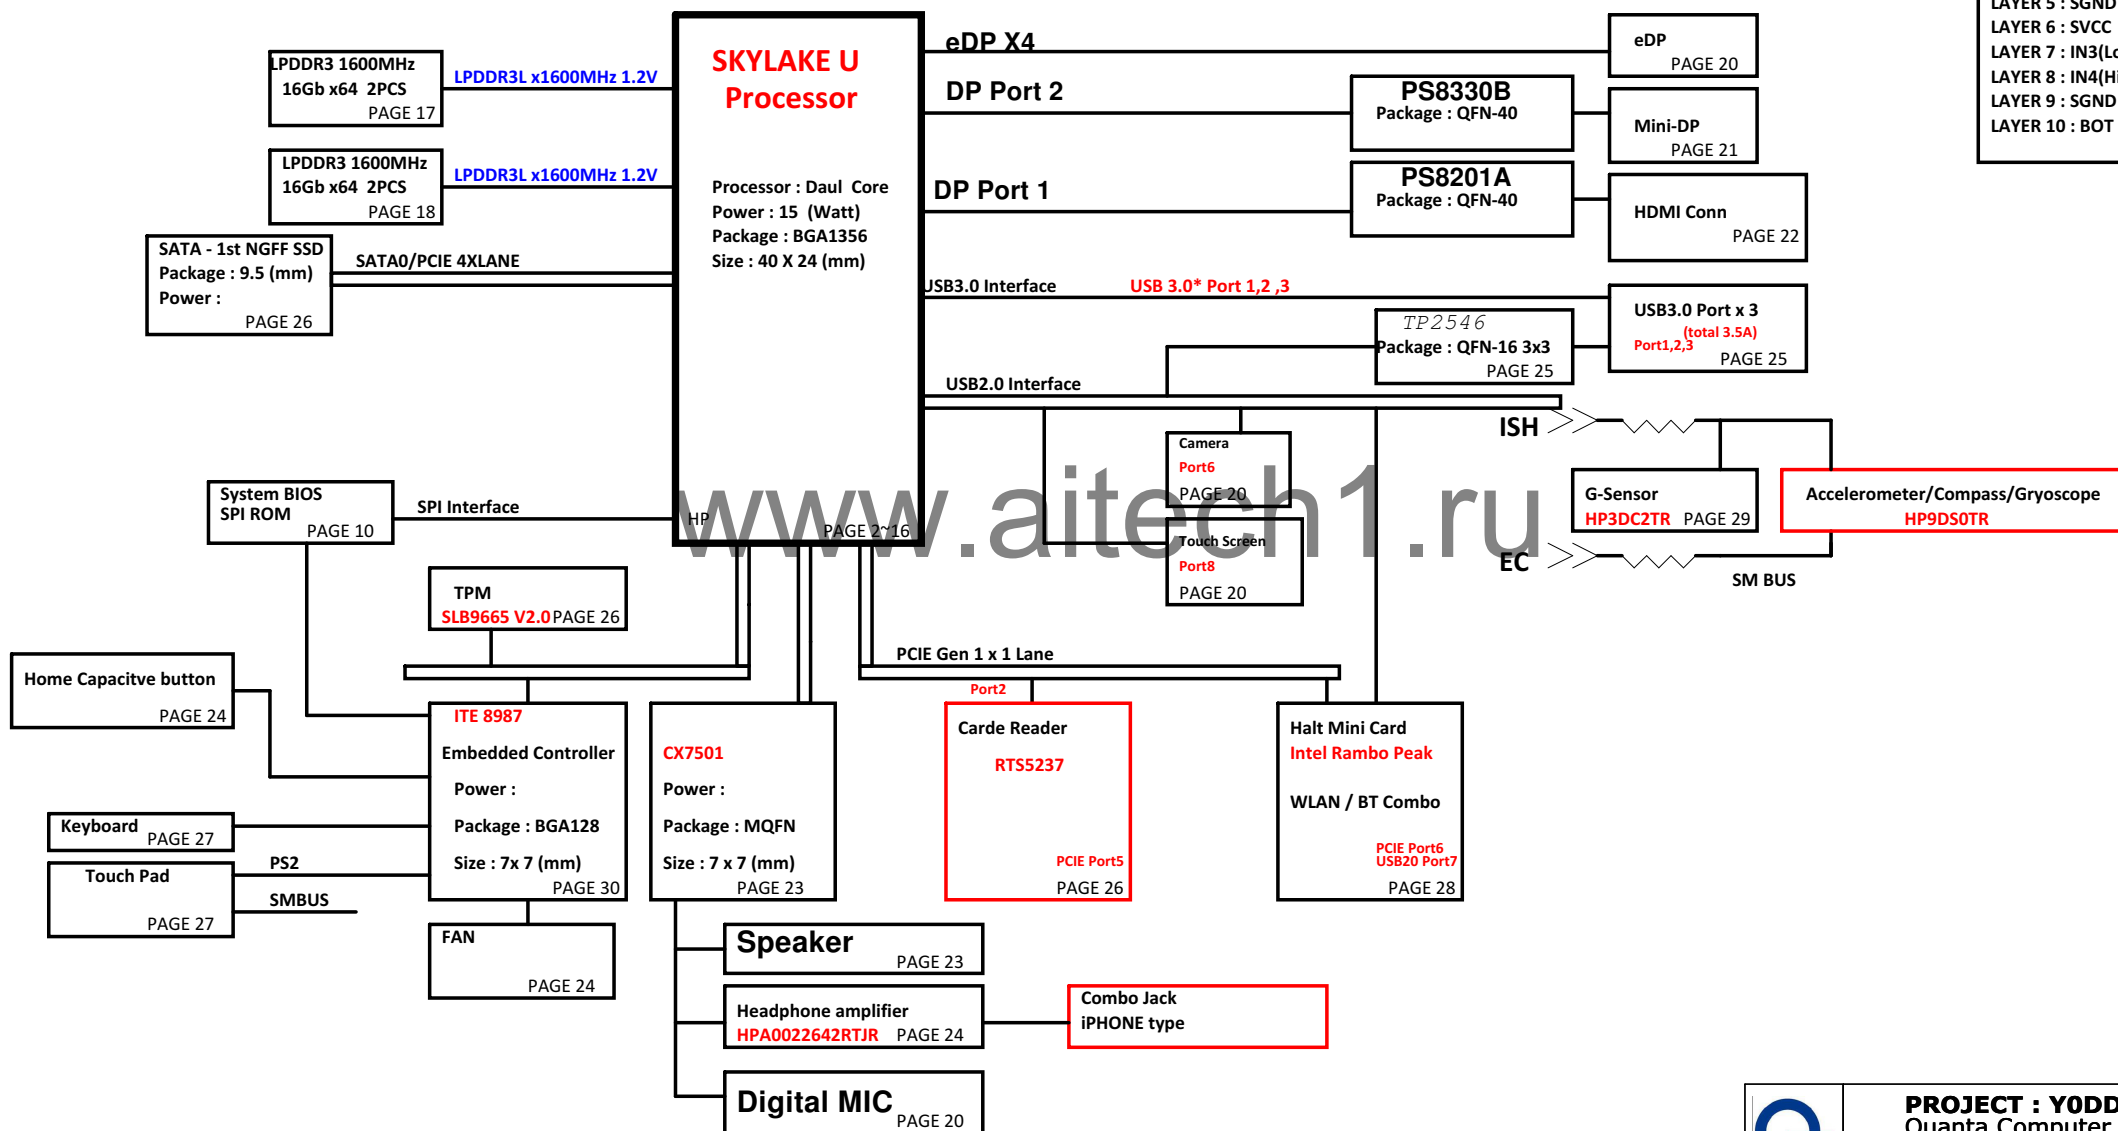 LAYER 5 : SGND
LAYER 6 : SVCC
LAYER 7 : IN3(Lo
LAYER 8 : IN4(Hi
LAYER 9 : SGND
LAYER 10 : BOT
LPDDR3 1600MHz
16Gb x64 2PCS
PAGE 17
LPDDR3L x1600MHz 1.2V
LPDDR3 1600MHz
16Gb x64 2PCS
PAGE 18
LPDDR3L x1600MHz 1.2V
SATA - 1st NGFF SSD
Package : 9.5 (mm)
Power :
PAGE 26
SATA0/PCIE 4XLANE
SKYLAKE U
Processor
Processor : Daul Core
Power : 15 (Watt)
Package : BGA1356
Size : 40 X 24 (mm)
HP
PAGE 2~16
eDP X4
eDP
PAGE 20
DP Port 2
PS8330B
Package : QFN-40
Mini-DP
PAGE 21
DP Port 1
PS8201A
Package : QFN-40
HDMI Conn
PAGE 22
USB3.0 Interface
USB 3.0* Port 1,2 ,3
USB3.0 Port x 3
(total 3.5A)
Port1,2,3
PAGE 25
TP2546
Package : QFN-16 3x3
PAGE 25
USB2.0 Interface
Camera
Port6
PAGE 20
Touch Screen
Port8
PAGE 20
ISH
G-Sensor
HP3DC2TR PAGE 29
Accelerometer/Compass/Gryoscope
HP9DS0TR
EC
SM BUS
www.aitech1.ru
System BIOS
SPI ROM
PAGE 10
SPI Interface
TPM
SLB9665 V2.0 PAGE 26
Home Capacitve button
PAGE 24
PCIE Gen 1 x 1 Lane
Port2
ITE 8987
Embedded Controller
Power :
Package : BGA128
Size : 7x 7 (mm)
PAGE 30
CX7501
Power :
Package : MQFN
Size : 7 x 7 (mm)
PAGE 23
Carde Reader
RTS5237
PCIE Port5
PAGE 26
Halt Mini Card
Intel Rambo Peak
WLAN / BT Combo
PCIE Port6
USB20 Port7
PAGE 28
Keyboard
PAGE 27
Touch Pad
PAGE 27
PS2
SMBUS
FAN
PAGE 24
Speaker
PAGE 23
Headphone amplifier
HPA0022642RTJR PAGE 24
Combo Jack
iPHONE type
Digital MIC
PAGE 20
PROJECT : Y0DD
Quanta Computer